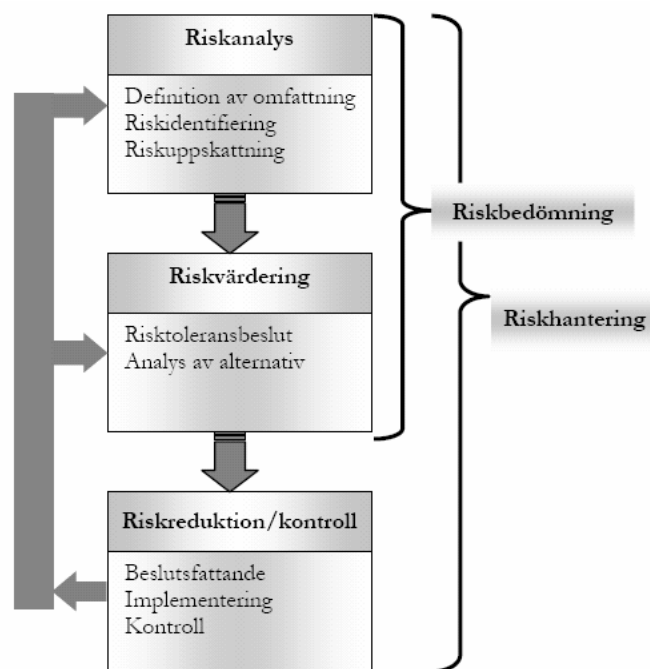 Riskanalys
Definition av omfattning
Riskidentifiering
Riskuppskattning
Riskbedömning
Riskvärdering
Risktoleransbeslut
Analys av alternativ
Riskhantering
Riskreduktion/kontroll
Beslutsfattande
Implementering
Kontroll